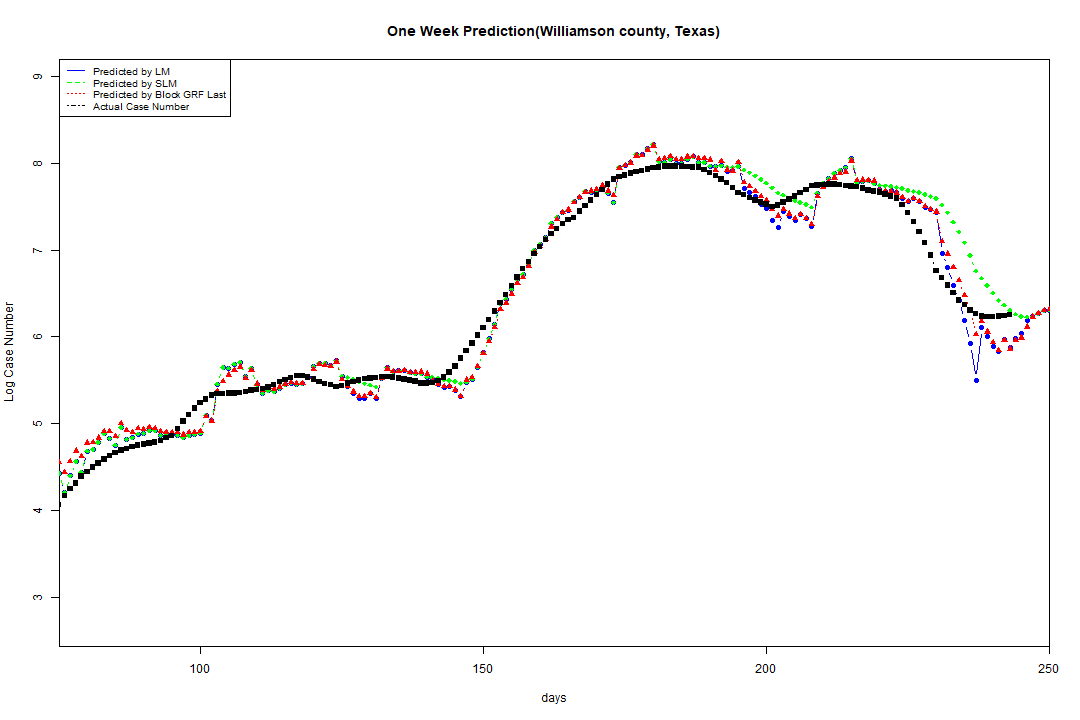 One Week Prediction(Williamson county, Texas)
Predicted by LM
Predicted by SLM
Predicted by Block GRF Last
Actual Case Number
9
8
7
6
5
4
3
Log Case Number
100 150 200 250
days